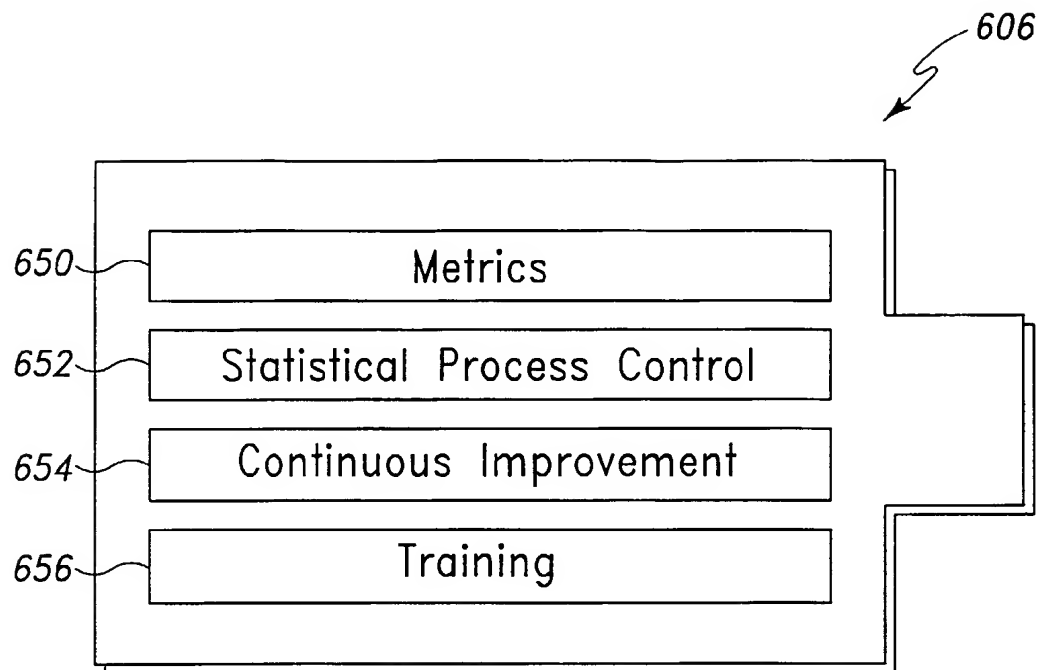 606
650 Metrics
652 Statistical Process Control
654 Continuous Improvement
656 Training